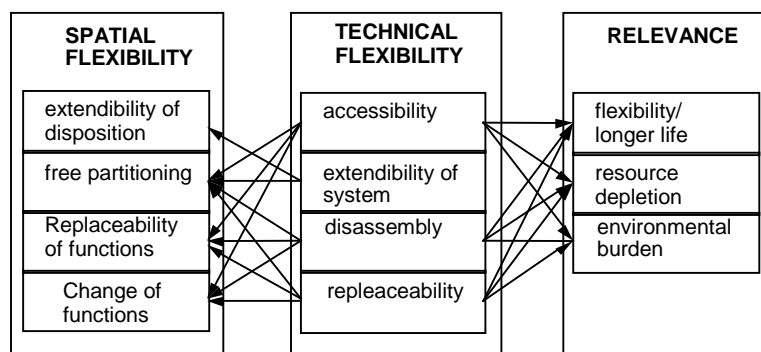 SPATIAL
FLEXIBILITY
extendibility of
disposition
free partitioning
Replaceability
of functions
Change of
functions
TECHNICAL
FLEXIBILITY
accessibility
extendibility of
system
disassembly
repleaceability
RELEVANCE
flexibility/
longer life
resource
depletion
environmental
burden